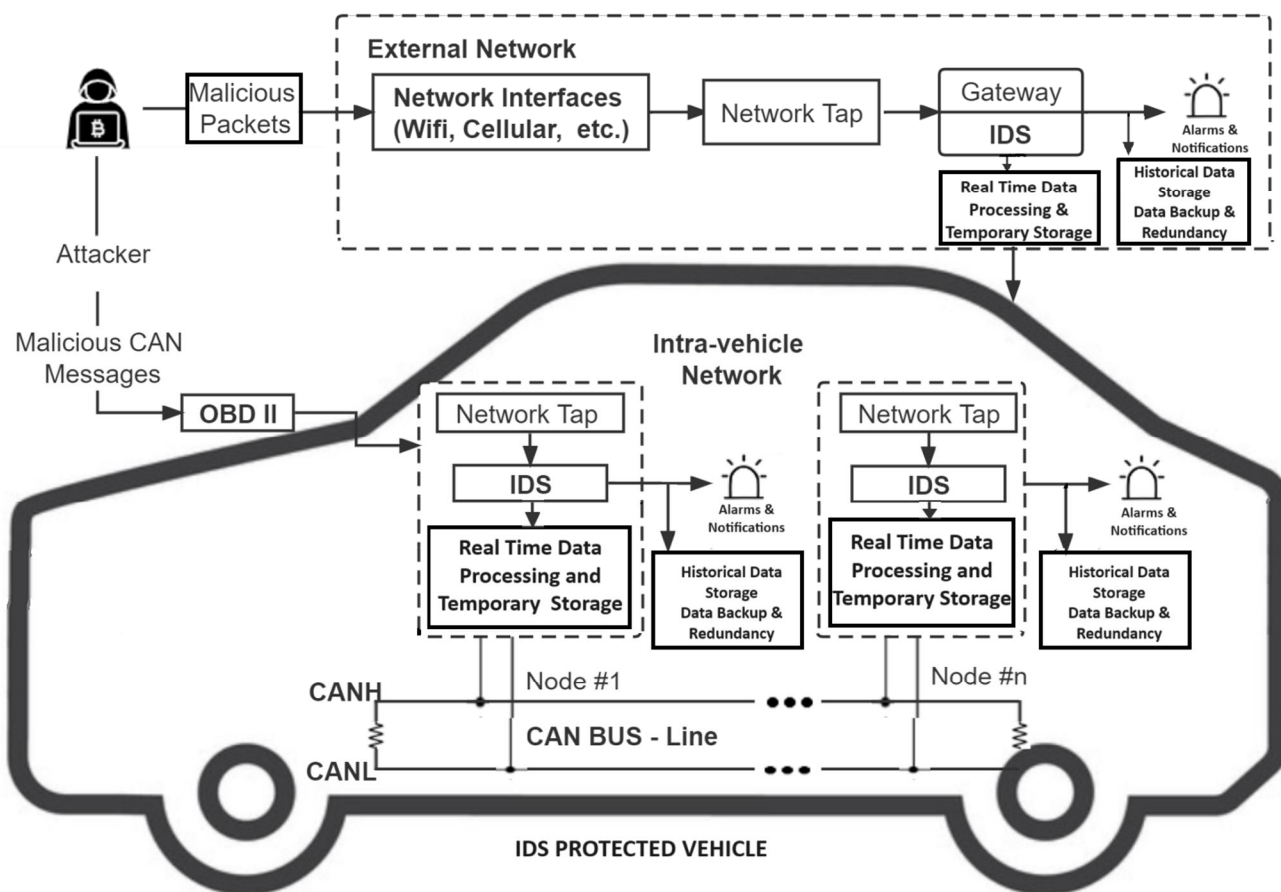 External Network
Malicious
Packets
Network Interfaces
(Wifi, Cellular, etc.)
Network Tap
Gateway
IDS
Alarms &
Notifications
Real Time Data
Processing &
Temporary Storage
Historical Data
Storage
Data Backup &
Redundancy
Attacker
Malicious CAN
Messages
OBD II
Intra-vehicle
Network
Network Tap
IDS
Real Time Data
Processing and
Temporary Storage
Alarms &
Notifications
Historical Data
Storage
Data Backup &
Redundancy
Network Tap
IDS
Real Time Data
Processing and
Temporary Storage
Alarms &
Notifications
Historical Data
Storage
Data Backup &
Redundancy
Node #1
Node #n
CANH
CAN BUS - Line
CANL
IDS PROTECTED VEHICLE